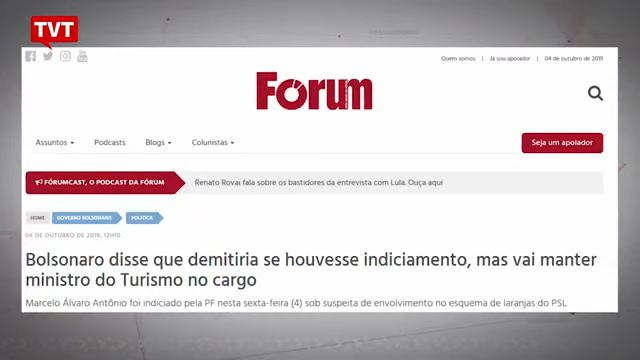 TVT
Quem somos | Já sou apoiador | 04 de outubro de 2019
Fórum
Assuntos Podcasts Blogs Colunistas Seja um apoiador
FÓRUMCAST, O PODCAST DA FÓRUM Renato Rovai fala sobre os bastidores da entrevista com Lula. Ouça aqui
HOME GOVERNO BOLSONARO POLÍTICA
04 DE OUTUBRO DE 2019, 12H10
Bolsonaro disse que demitiria se houvesse indiciamento, mas vai manter
ministro do Turismo no cargo
Marcelo Álvaro Antônio foi indiciado pela PF nesta sexta-feira (4) sob suspeita de envolvimento no esquema de laranjas do PSL